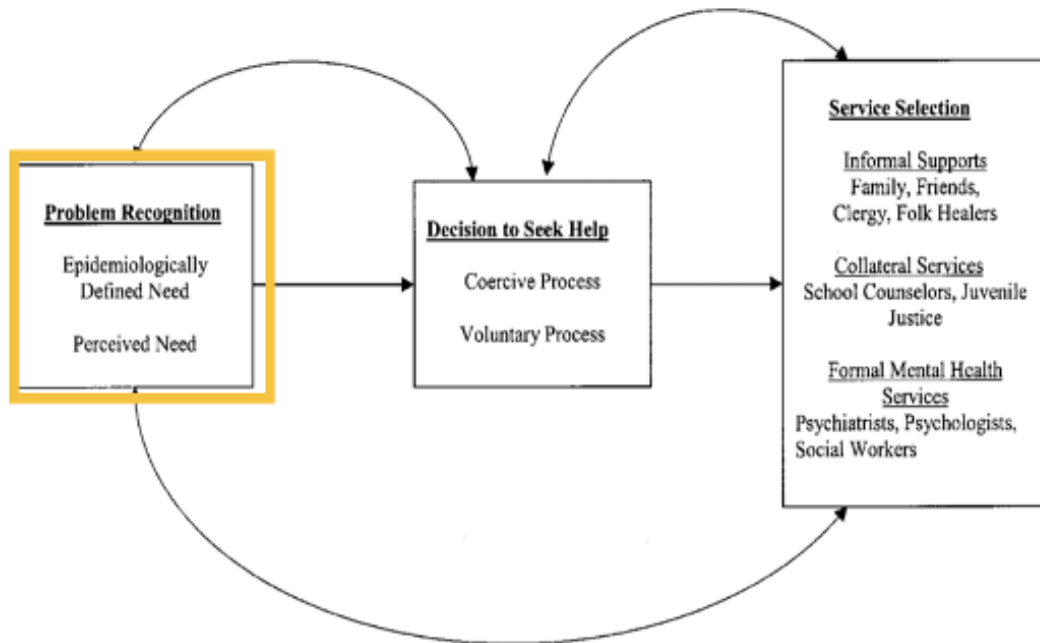 Problem Recognition
Epidemiologically
Defined Need
Perceived Need
Decision to Seek Help
Coercive Process
Voluntary Process
Service Selection
Informal Supports
Family, Friends,
Clergy, Folk Healers
Collateral Services
School Counselors, Juvenile
Justice
Formal Mental Health
Services
Psychiatrists, Psychologists,
Social Workers